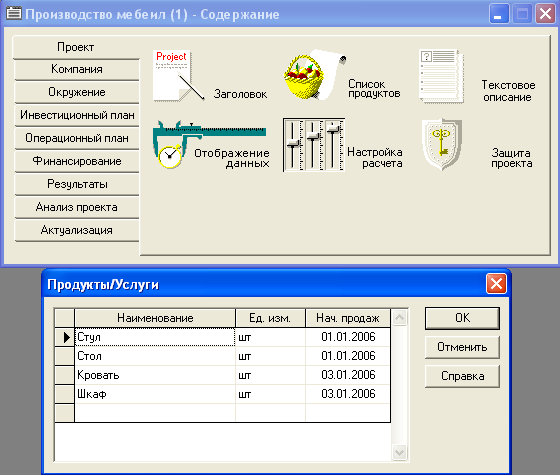 Производство мебеил (1) - Содержание
Проект
Компания
Окружение
Инвестиционный план
Операционный план
Финансирование
Результаты
Анализ проекта
Актуализация
Project
Заголовок
Список
продуктов
?
Текстовое
описание
Отображение
данных
Настройка
расчета
Защита
проекта
Продукты/Услуги
Наименование Ед. изм. Нач. продаж
Стул шт 01.01.2006
Стол шт 01.01.2006
Кровать шт 03.01.2006
Шкаф шт 03.01.2006
OK
Отменить
Справка